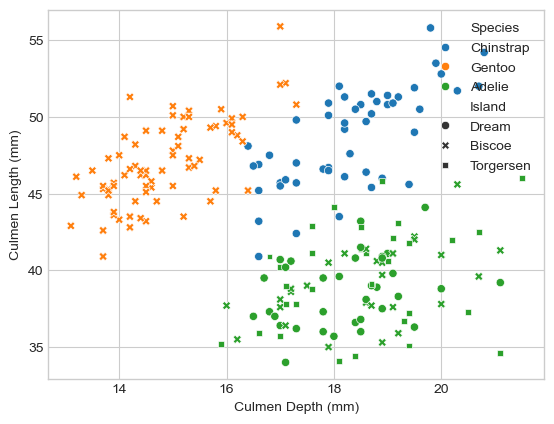 55
50
45
40
35
Culmen Length (mm)
14
16
18
20
Culmen Depth (mm)
Species
Chinstrap
Gentoo
Adelie
Island
Dream
Biscoe
Torgersen